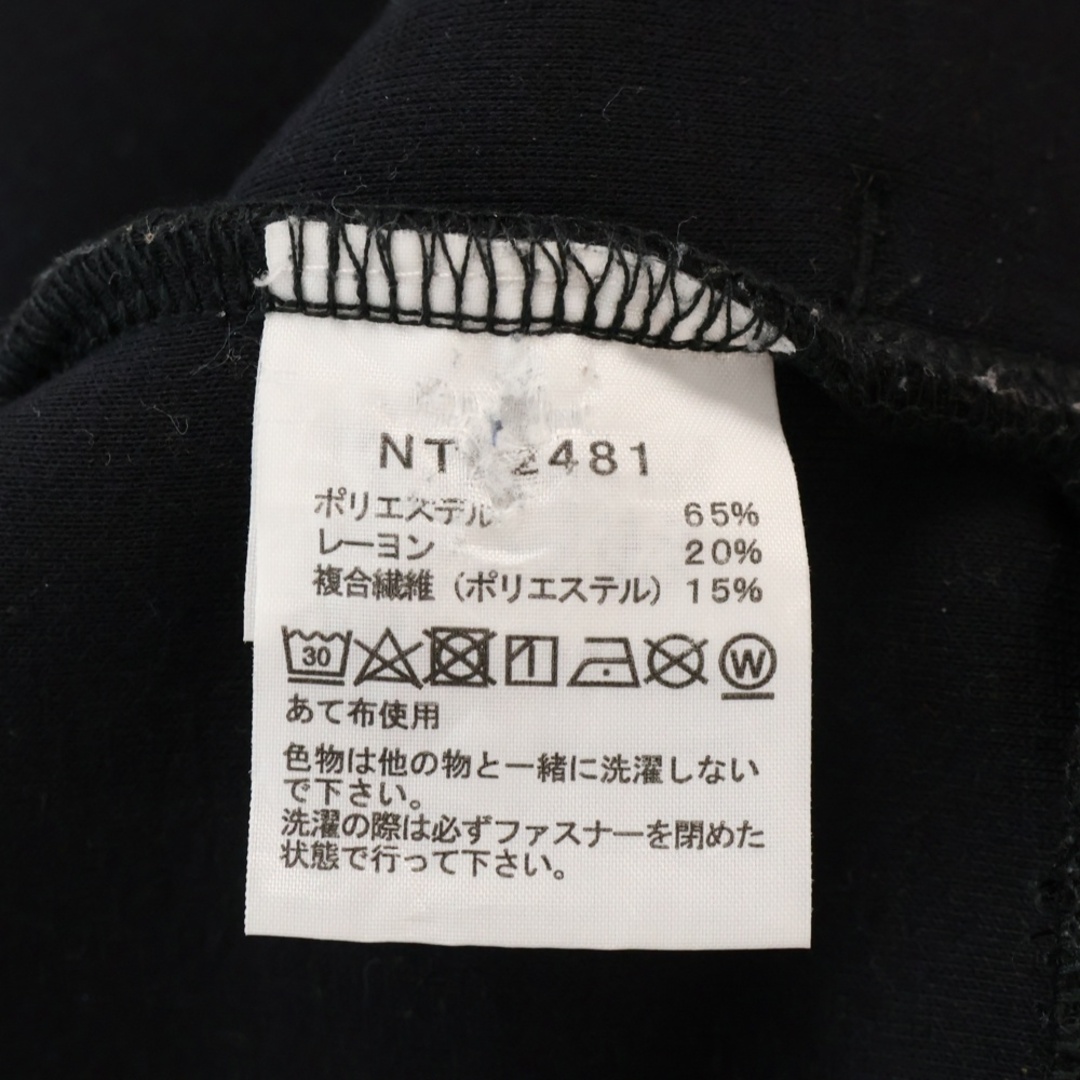 NT 2481
ポリエステル 65%
レーヨン 20%
複合繊維（ポリエステル） 15%
30
W
あて布使用
色物は他の物と一緒に洗濯しない
で下さい。
洗濯の際は必ずファスナーを閉めた
状態で行って下さい。